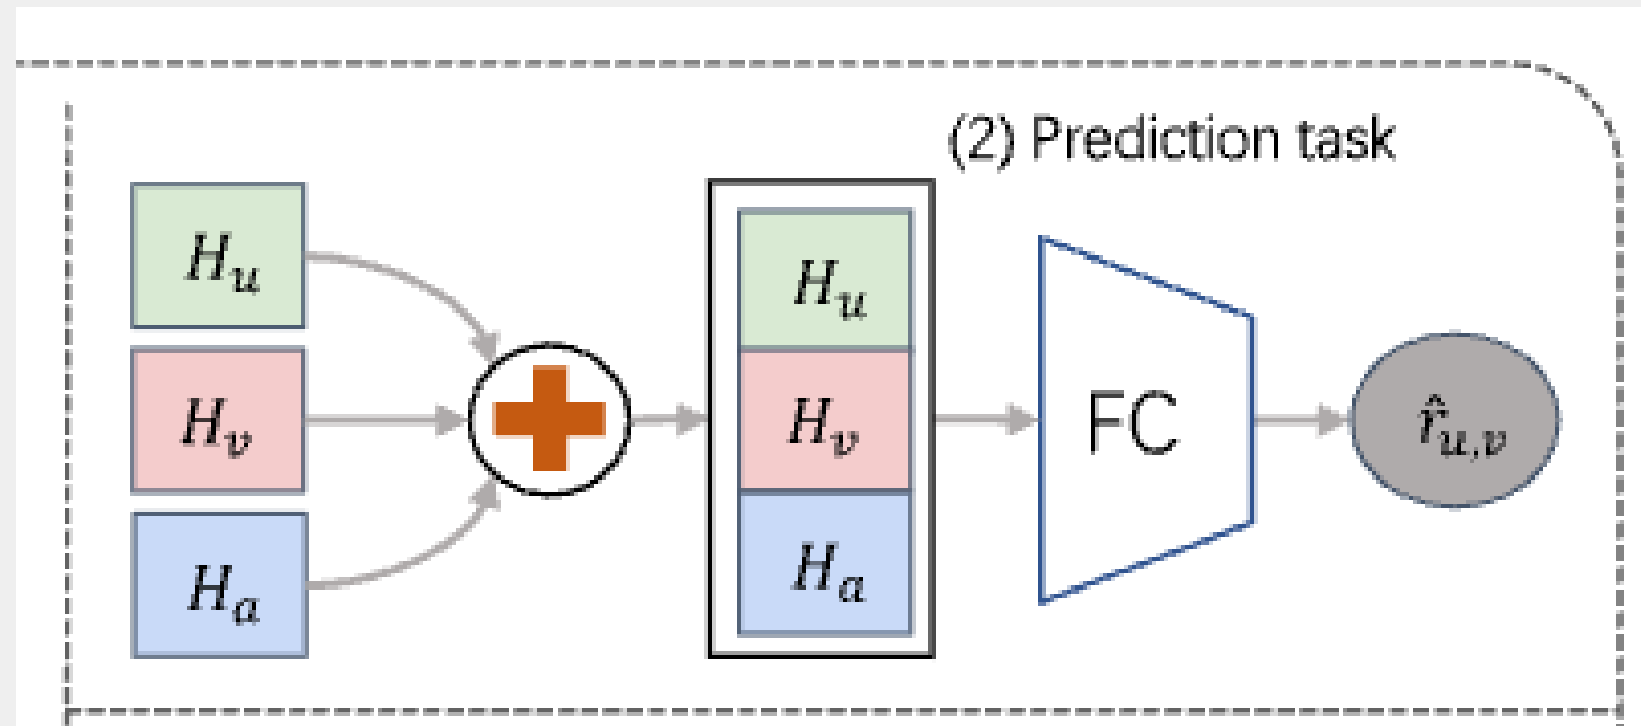 (2) Prediction task
H_u
H_v
H_a
H_u
H_v
H_a
FC
r̂_{u,v}